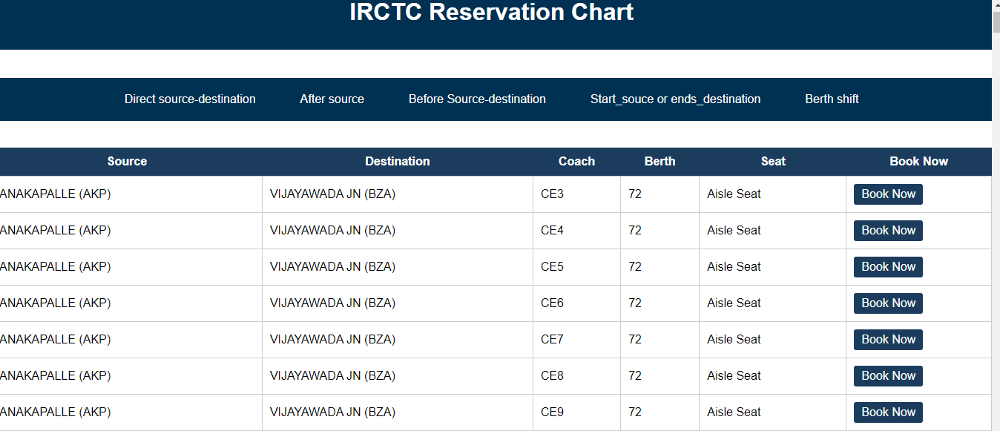 IRCTC Reservation Chart
Direct source-destination After source Before Source-destination Start_souce or ends_destination Berth shift
Source Destination Coach Berth Seat Book Now
ANAKAPALLE (AKP) VIJAYAWADA JN (BZA) CE3 72 Aisle Seat Book Now
ANAKAPALLE (AKP) VIJAYAWADA JN (BZA) CE4 72 Aisle Seat Book Now
ANAKAPALLE (AKP) VIJAYAWADA JN (BZA) CE5 72 Aisle Seat Book Now
ANAKAPALLE (AKP) VIJAYAWADA JN (BZA) CE6 72 Aisle Seat Book Now
ANAKAPALLE (AKP) VIJAYAWADA JN (BZA) CE7 72 Aisle Seat Book Now
ANAKAPALLE (AKP) VIJAYAWADA JN (BZA) CE8 72 Aisle Seat Book Now
ANAKAPALLE (AKP) VIJAYAWADA JN (BZA) CE9 72 Aisle Seat Book Now